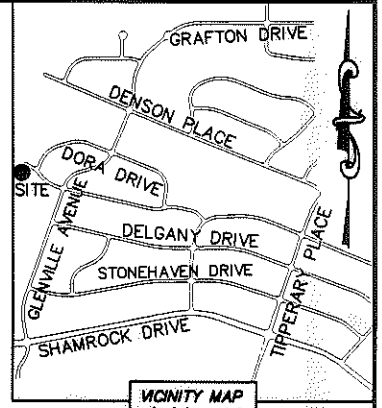 GRAFTON DRIVE
DENSON PLACE
DORA DRIVE
SITE
GLENVILLE AVENUE
DELGANY DRIVE
TIPPERARY PLACE
STONEHAVEN DRIVE
SHAMROCK DRIVE
VICINITY MAP